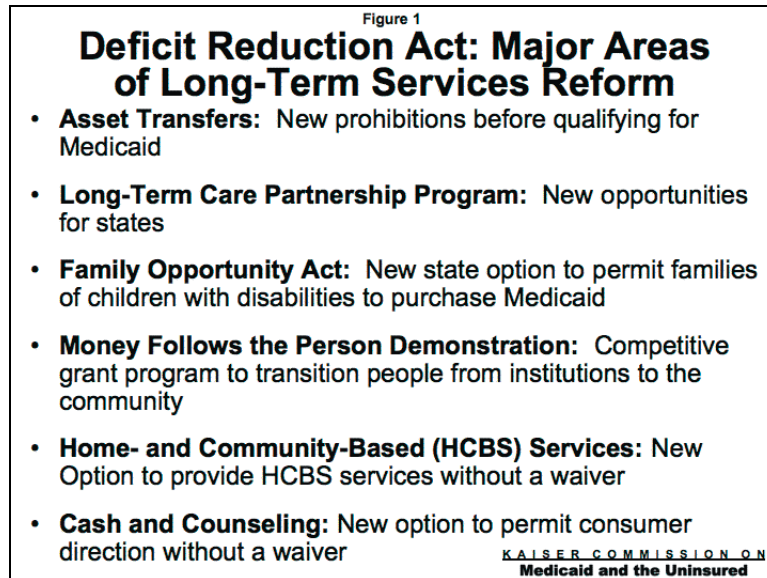 Figure 1
Deficit Reduction Act: Major Areas
of Long-Term Services Reform
• Asset Transfers: New prohibitions before qualifying for
Medicaid
• Long-Term Care Partnership Program: New opportunities
for states
• Family Opportunity Act: New state option to permit families
of children with disabilities to purchase Medicaid
• Money Follows the Person Demonstration: Competitive
grant program to transition people from institutions to the
community
• Home- and Community-Based (HCBS) Services: New
Option to provide HCBS services without a waiver
• Cash and Counseling: New option to permit consumer
direction without a waiver
KAISER COMMISSION ON
Medicaid and the Uninsured